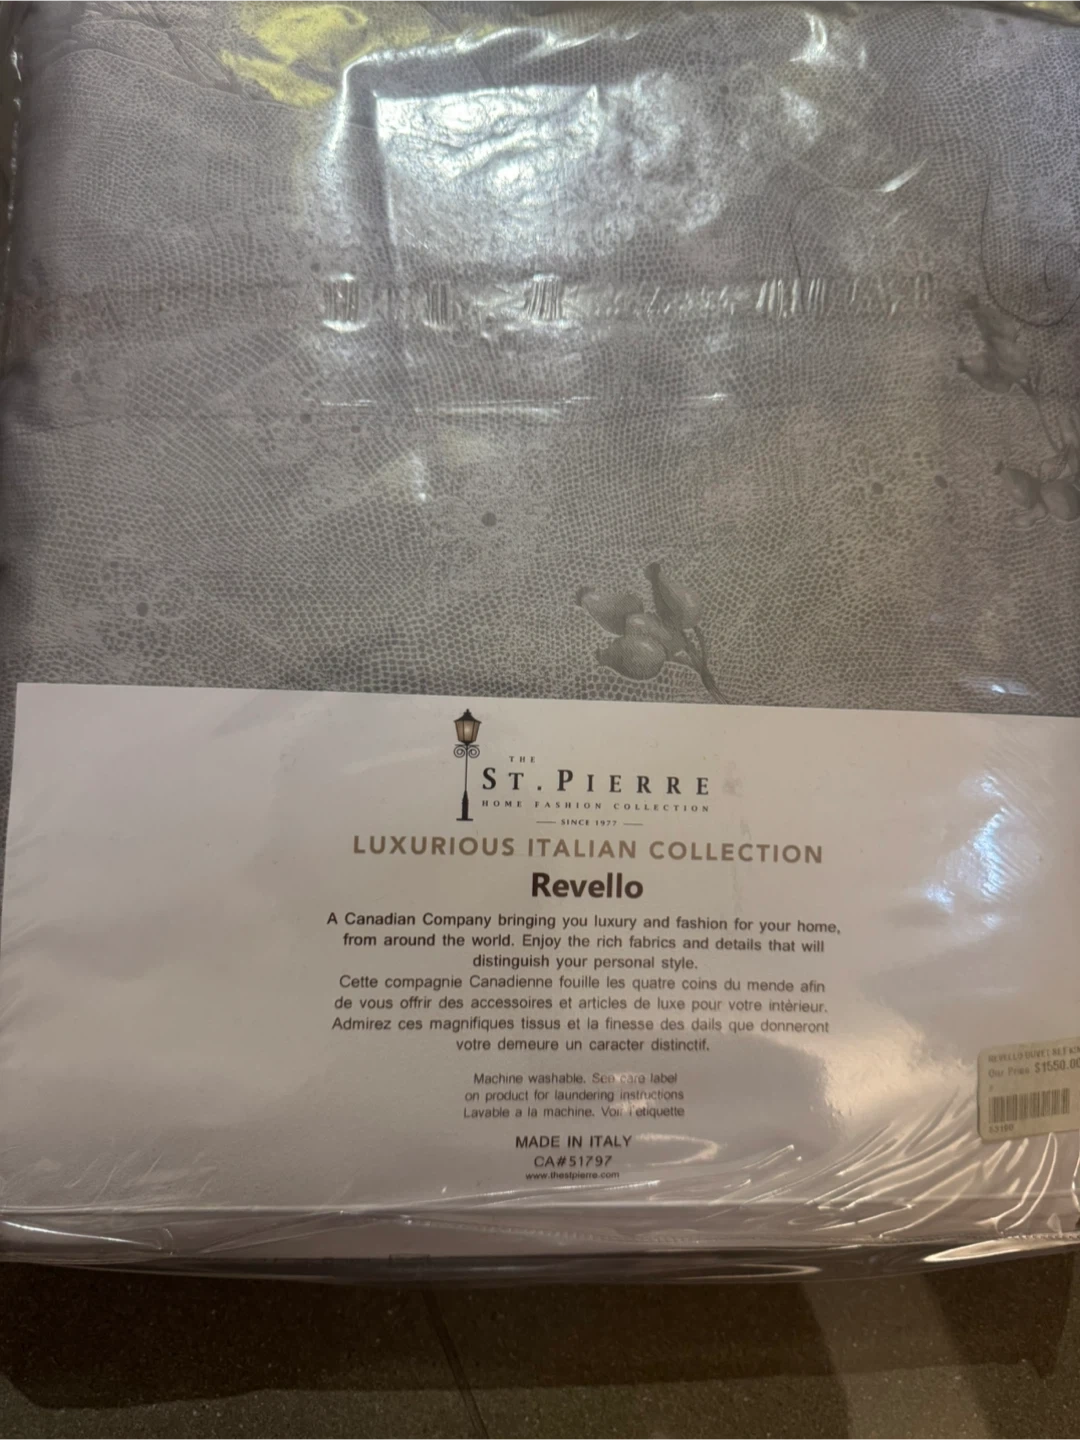 THE
ST. PIERRE
HOME FASHION COLLECTION
SINCE 1977
LUXURIOUS ITALIAN COLLECTION
Revello
A Canadian Company bringing you luxury and fashion for your home,
from around the world. Enjoy the rich fabrics and details that will
distinguish your personal style.
Cette compagnie Canadienne fouille les quatre coins du mende afin
de vous offrir des accessoires et articles de luxe pour votre intérieur.
Admirez ces magnifiques tissus et la finesse des dails que donneront
votre demeure un caracter distinctif.
Machine washable. See care label
on product for laundering instructions
Lavable a la machine. Voir l'etiquette
MADE IN ITALY
CA#51797
www.thestpierre.com
REVELLO DUVET
Our Price $1550.00